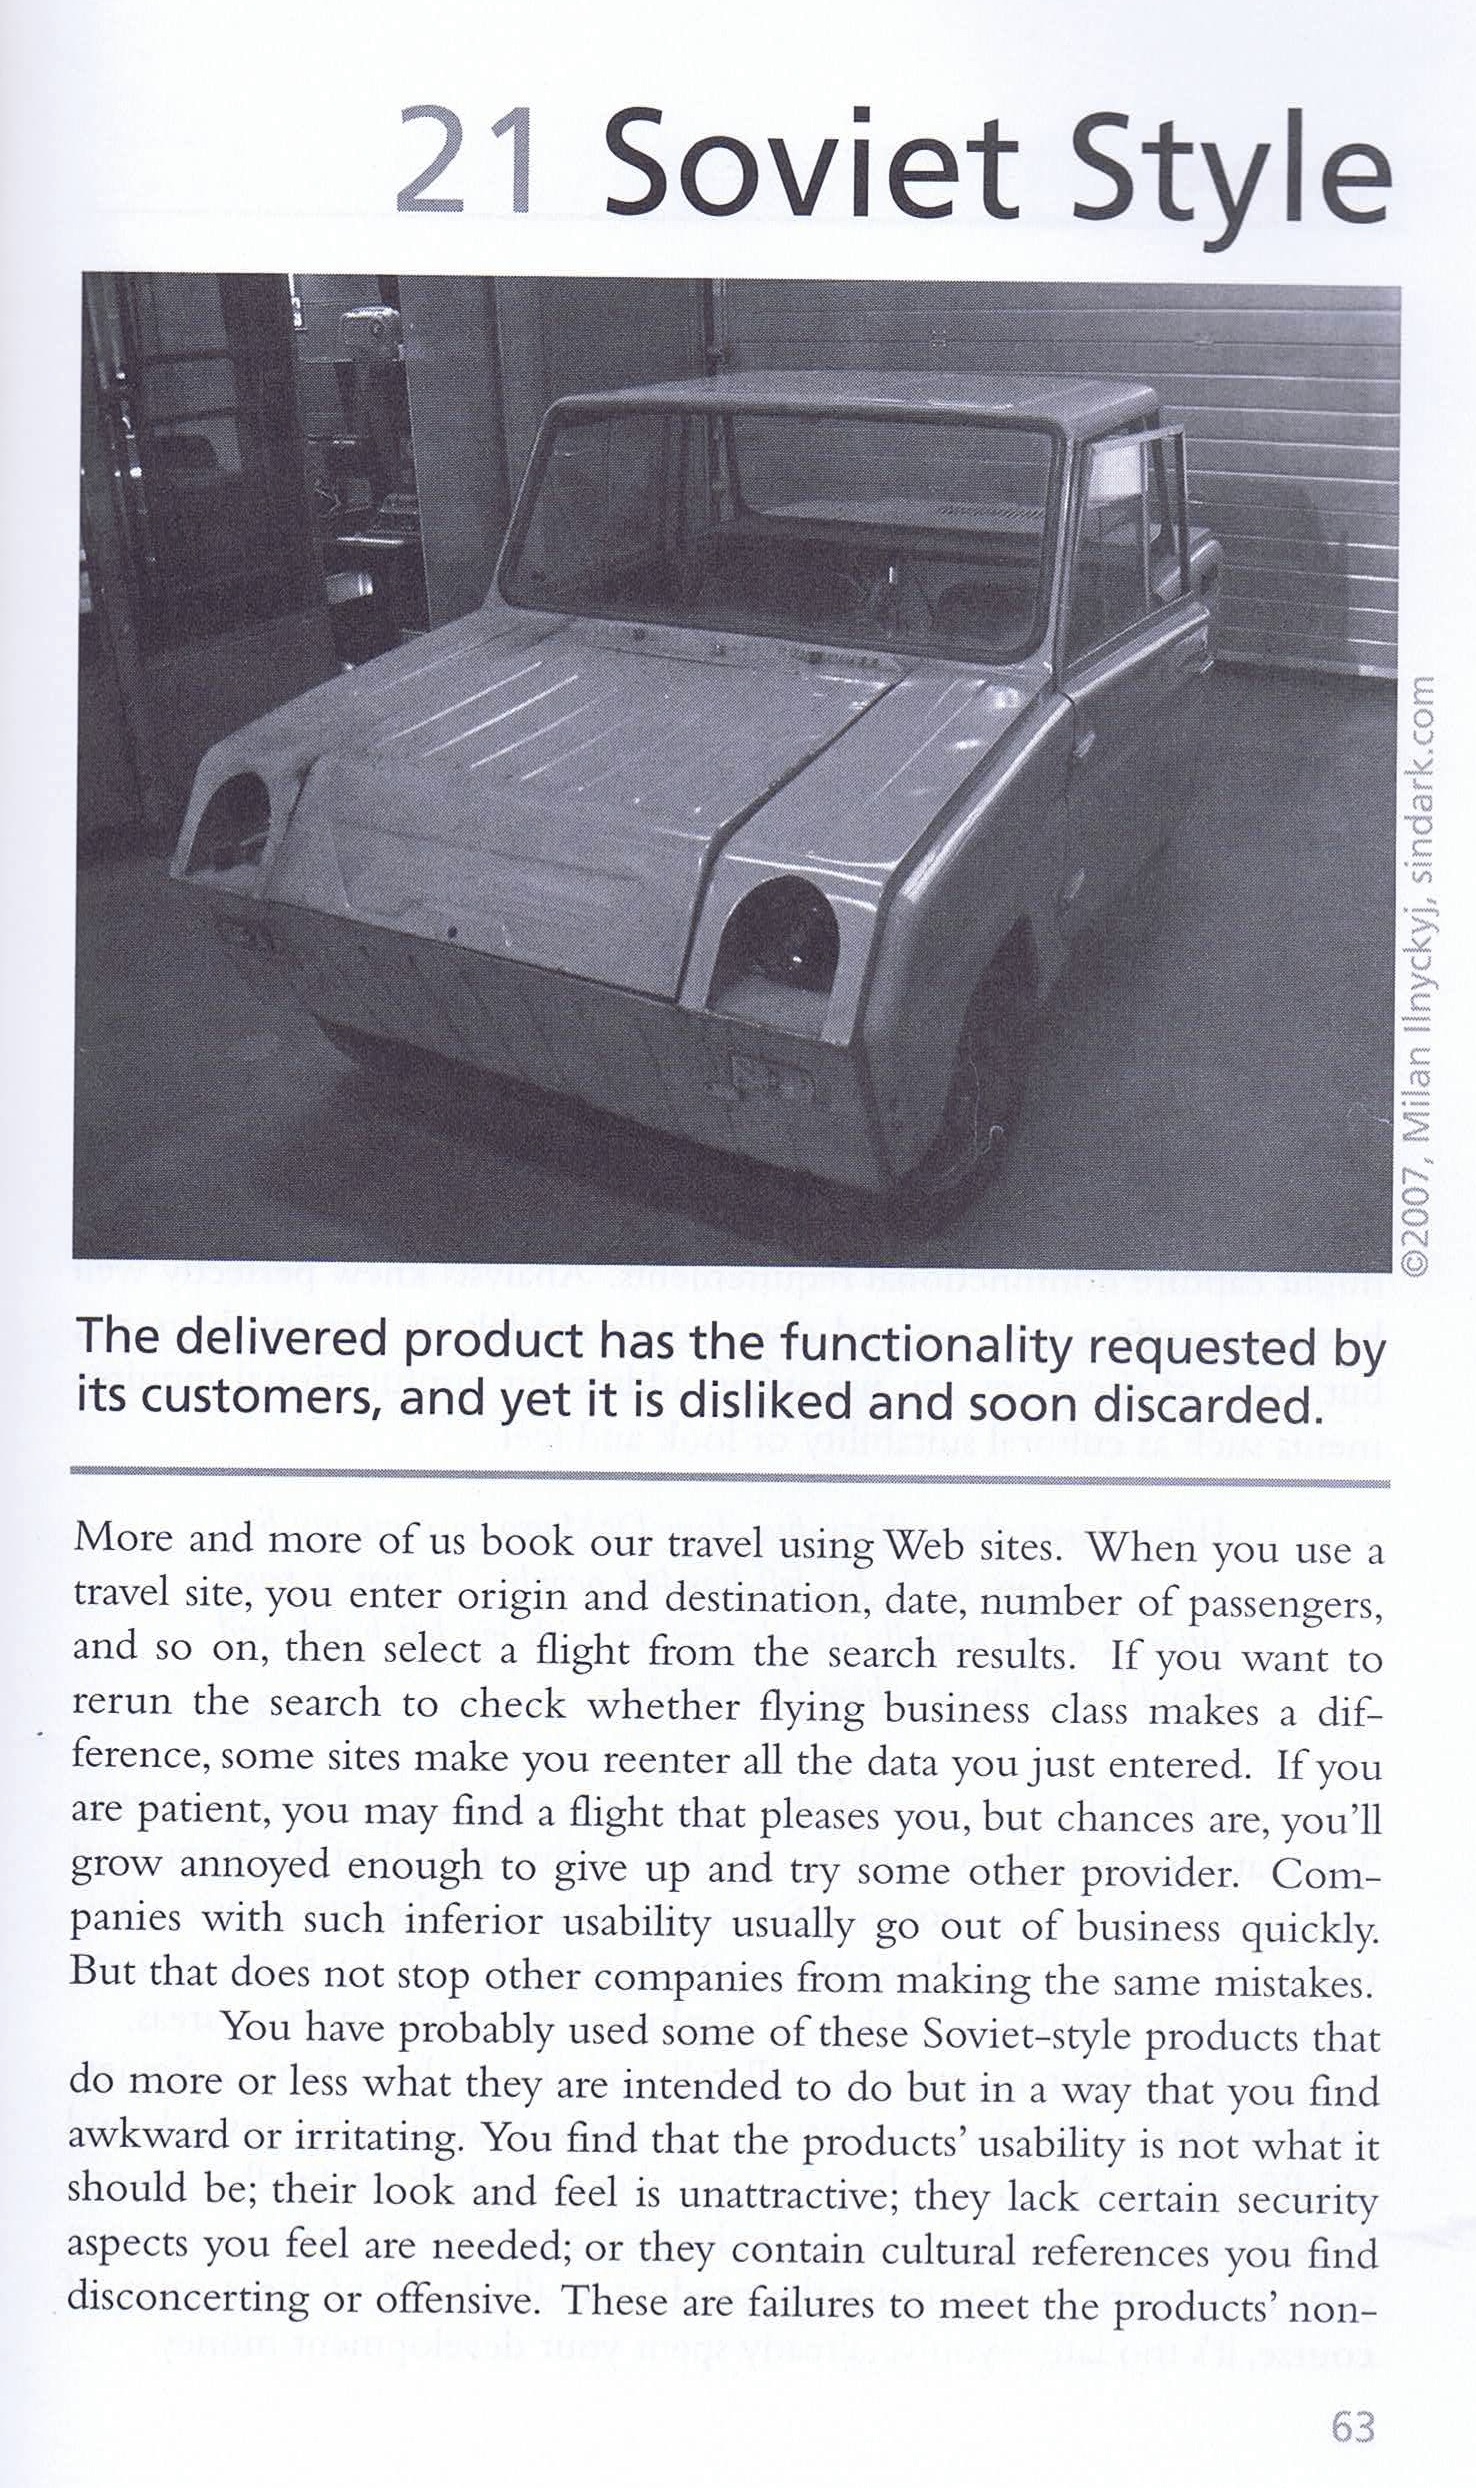 21 Soviet Style
©2007, Milan Ilnyckyj, sindark.com
The delivered product has the functionality requested by
its customers, and yet it is disliked and soon discarded.
More and more of us book our travel using Web sites. When you use a
travel site, you enter origin and destination, date, number of passengers,
and so on, then select a flight from the search results. If you want to
rerun the search to check whether flying business class makes a dif-
ference, some sites make you reenter all the data you just entered. If you
are patient, you may find a flight that pleases you, but chances are, you'll
grow annoyed enough to give up and try some other provider. Com-
panies with such inferior usability usually go out of business quickly.
But that does not stop other companies from making the same mistakes.
You have probably used some of these Soviet-style products that
do more or less what they are intended to do but in a way that you find
awkward or irritating. You find that the products' usability is not what it
should be; their look and feel is unattractive; they lack certain security
aspects you feel are needed; or they contain cultural references you find
disconcerting or offensive. These are failures to meet the products' non-
63